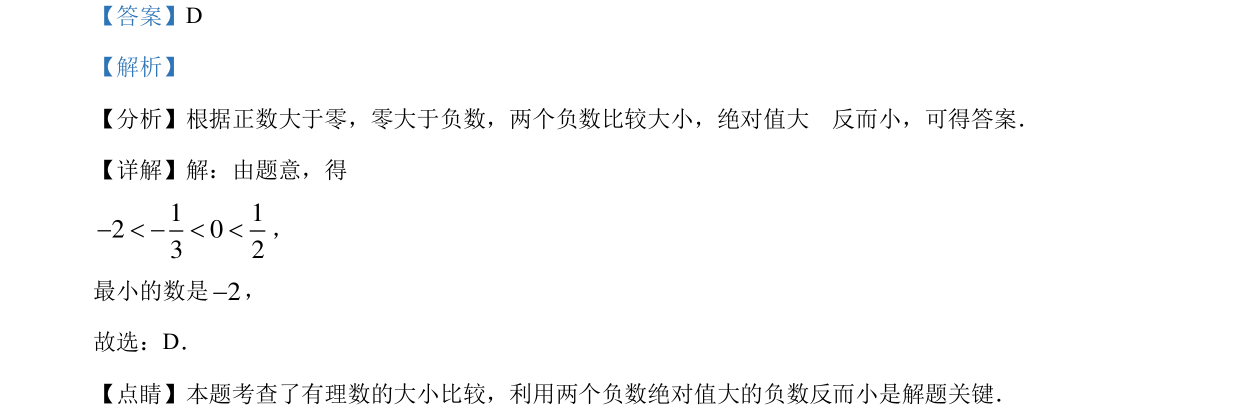 【答案】D
【解析】
【分析】根据正数大于零，零大于负数，两个负数比较大小，绝对值大 反而小，可得答案．
【详解】解：由题意，得
$-2<-\frac{1}{3}<0<\frac{1}{2}$，
最小的数是−2，
故选：D．
【点睛】本题考查了有理数的大小比较，利用两个负数绝对值大的负数反而小是解题关键．